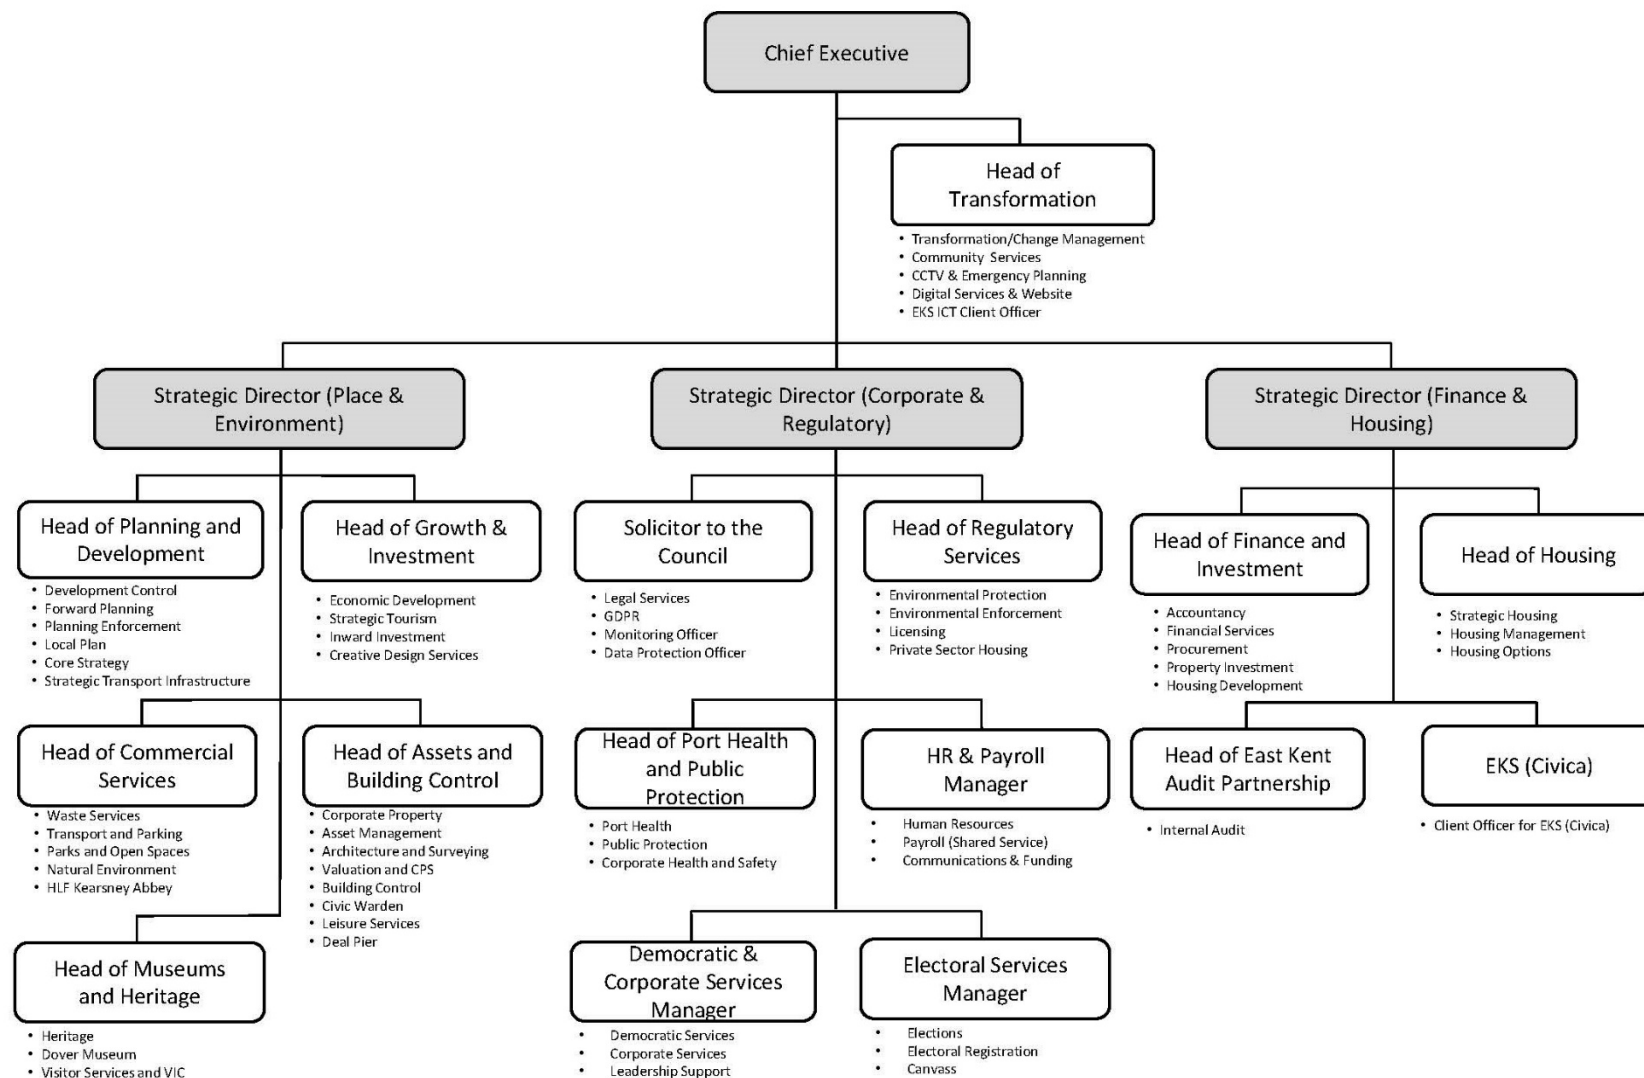 Chief Executive
Head of
Transformation
• Transformation/Change Management
• Community Services
• CCTV & Emergency Planning
• Digital Services & Website
• EKS ICT Client Officer
Strategic Director (Place &
Environment)
Strategic Director (Corporate &
Regulatory)
Strategic Director (Finance &
Housing)
Head of Planning and
Development
• Development Control
• Forward Planning
• Planning Enforcement
• Local Plan
• Core Strategy
• Strategic Transport Infrastructure
Head of Growth &
Investment
• Economic Development
• Strategic Tourism
• Inward Investment
• Creative Design Services
Solicitor to the
Council
• Legal Services
• GDPR
• Monitoring Officer
• Data Protection Officer
Head of Regulatory
Services
• Environmental Protection
• Environmental Enforcement
• Licensing
• Private Sector Housing
Head of Finance and
Investment
• Accountancy
• Financial Services
• Procurement
• Property Investment
• Housing Development
Head of Housing
• Strategic Housing
• Housing Management
• Housing Options
Head of Commercial
Services
• Waste Services
• Transport and Parking
• Parks and Open Spaces
• Natural Environment
• HLF Kearsney Abbey
Head of Assets and
Building Control
• Corporate Property
• Asset Management
• Architecture and Surveying
• Valuation and CPS
• Building Control
• Civic Warden
• Leisure Services
• Deal Pier
Head of Port Health
and Public
Protection
• Port Health
• Public Protection
• Corporate Health and Safety
HR & Payroll
Manager
• Human Resources
• Payroll (Shared Service)
• Communications & Funding
Head of East Kent
Audit Partnership
• Internal Audit
EKS (Civica)
• Client Officer for EKS (Civica)
Head of Museums
and Heritage
• Heritage
• Dover Museum
• Visitor Services and VIC
Democratic &
Corporate Services
Manager
• Democratic Services
• Corporate Services
• Leadership Support
Electoral Services
Manager
• Elections
• Electoral Registration
• Canvass